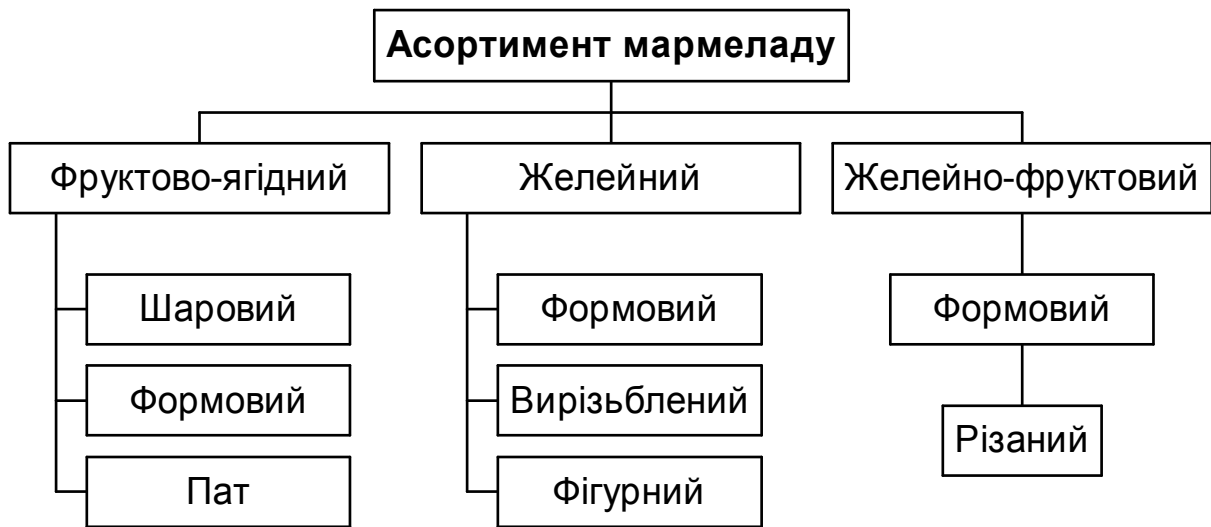 Асортимент мармеладу
Фруктово-ягідний
Желейний
Желейно-фруктовий
Шаровий
Формовий
Формовий
Формовий
Вирізьблений
Різаний
Пат
Фігурний